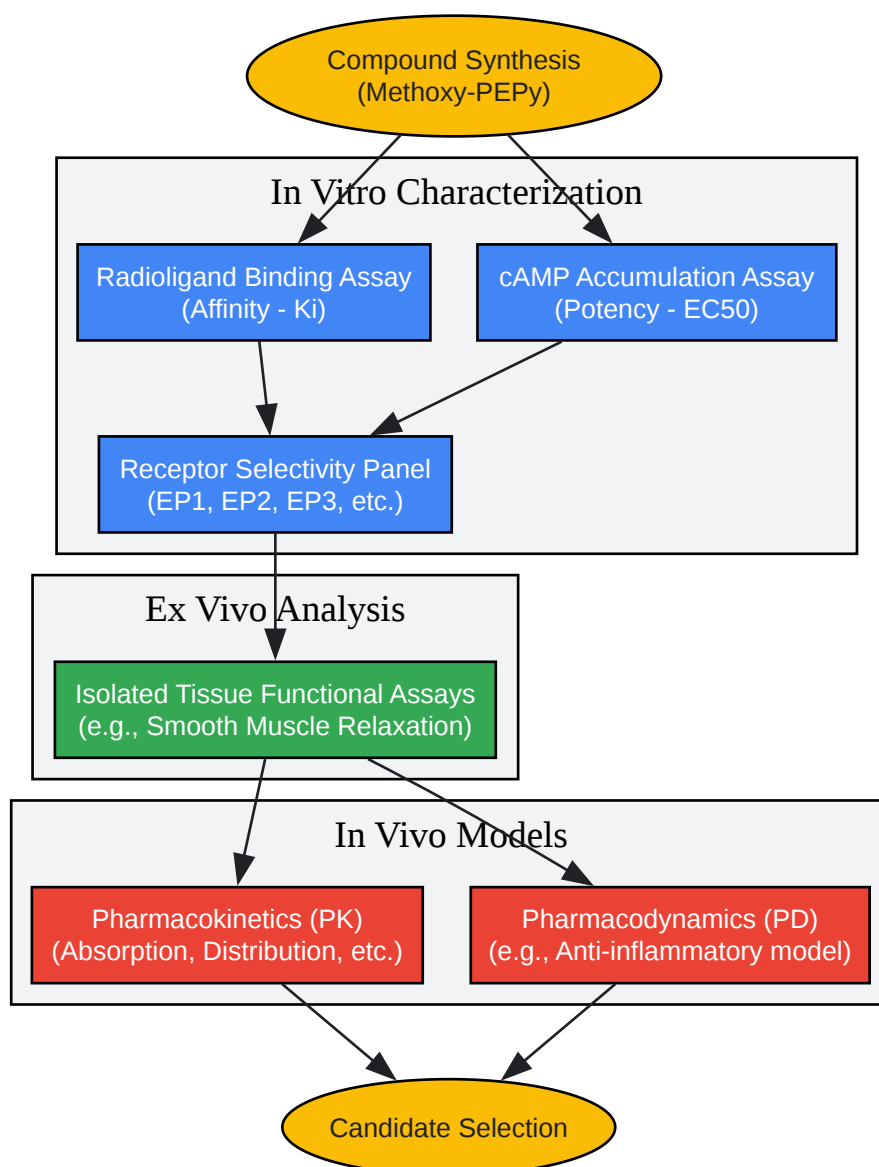 Compound Synthesis
(Methoxy-PEPy)
In Vitro Characterization
Radioligand Binding Assay
(Affinity - Ki)
cAMP Accumulation Assay
(Potency - EC50)
Receptor Selectivity Panel
(EP1, EP2, EP3, etc.)
Ex Vivo Analysis
Isolated Tissue Functional Assays
(e.g., Smooth Muscle Relaxation)
In Vivo Models
Pharmacokinetics (PK)
(Absorption, Distribution, etc.)
Pharmacodynamics (PD)
(e.g., Anti-inflammatory model)
Candidate Selection